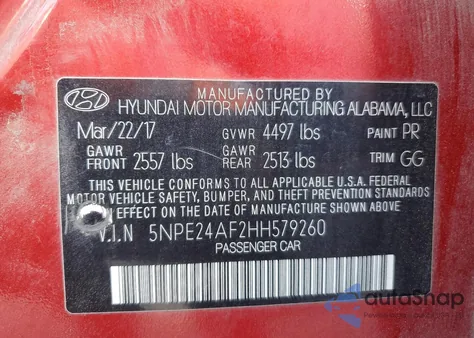 MANUFACTURED BY
HYUNDAI MOTOR MANUFACTURING ALABAMA, LLC
Mar/22/17 GVWR 4497 lbs PAINT PR
GAWR FRONT 2557 lbs GAWR REAR 2513 lbs TRIM GG
THIS VEHICLE CONFORMS TO ALL APPLICABLE U.S.A. FEDERAL
MOTOR VEHICLE SAFETY, BUMPER, AND THEFT PREVENTION STANDARDS
IN EFFECT ON THE DATE OF MANUFACTURE SHOWN ABOVE.
V.I.N 5NPE24AF2HH579260
PASSENGER CAR
autoSnap